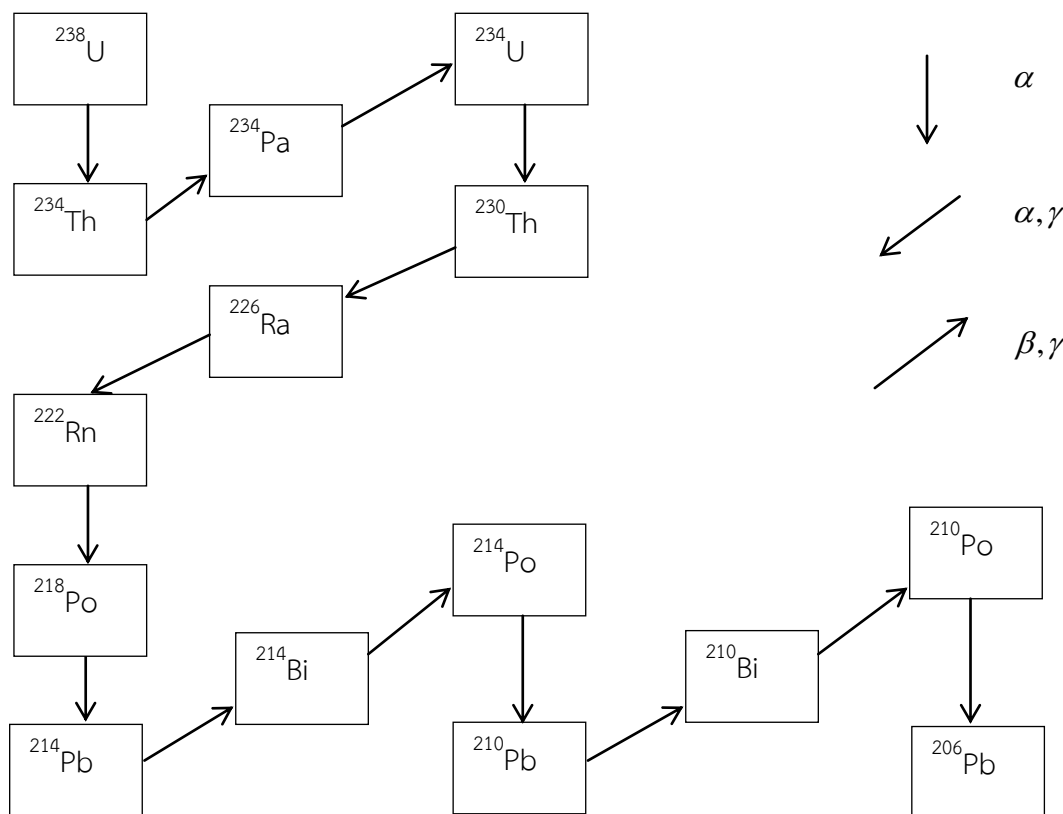 ²³⁸U
²³⁴U
α
²³⁴Pa
²³⁴Th
²³⁰Th
α,γ
²²⁶Ra
β,γ
²²²Rn
²¹⁸Po
²¹⁴Po
²¹⁰Po
²¹⁴Bi
²¹⁰Bi
²¹⁴Pb
²¹⁰Pb
²⁰⁶Pb